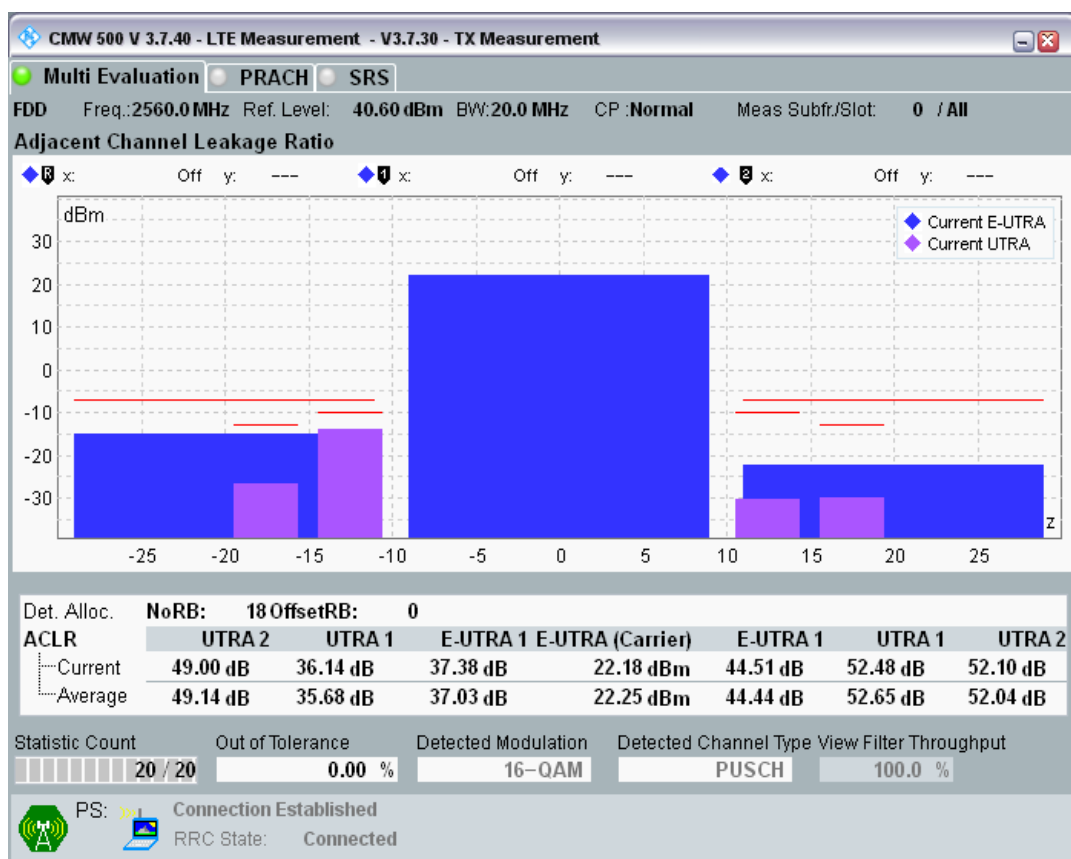 CMW 500 V 3.7.40 - LTE Measurement - V3.7.30 - TX Measurement
Multi Evaluation PRACH SRS
FDD Freq.:2560.0 MHz Ref. Level: 40.60 dBm BW:20.0 MHz CP :Normal Meas Subfr./Slot: 0 / All
Adjacent Channel Leakage Ratio
R x: Off y: --- 1 x: Off y: --- 2 x: Off y: ---
dBm
Current E-UTRA
Current UTRA
30
20
10
0
-10
-20
-30
z
-25 -20 -15 -10 -5 0 5 10 15 20 25
Det. Alloc. NoRB: 18 OffsetRB: 0
ACLR UTRA 2 UTRA 1 E-UTRA 1 E-UTRA (Carrier) E-UTRA 1 UTRA 1 UTRA 2
Current 49.00 dB 36.14 dB 37.38 dB 22.18 dBm 44.51 dB 52.48 dB 52.10 dB
Average 49.14 dB 35.68 dB 37.03 dB 22.25 dBm 44.44 dB 52.65 dB 52.04 dB
Statistic Count Out of Tolerance Detected Modulation Detected Channel Type View Filter Throughput
20 / 20 0.00 % 16-QAM PUSCH 100.0 %
PS: Connection Established
RRC State: Connected